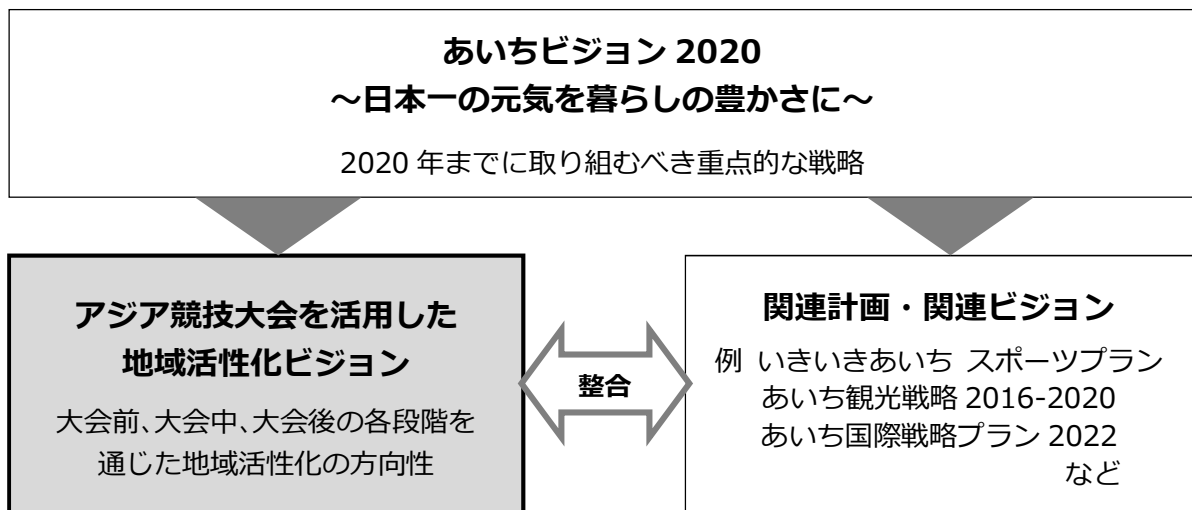 あいちビジョン 2020
～日本一の元気を暮らしの豊かさに～
2020 年までに取り組むべき重点的な戦略
アジア競技大会を活用した
地域活性化ビジョン
大会前、大会中、大会後の各段階を
通じた地域活性化の方向性
整合
関連計画・関連ビジョン
例 いきいきあいち スポーツプラン
あいち観光戦略 2016-2020
あいち国際戦略プラン 2022
など